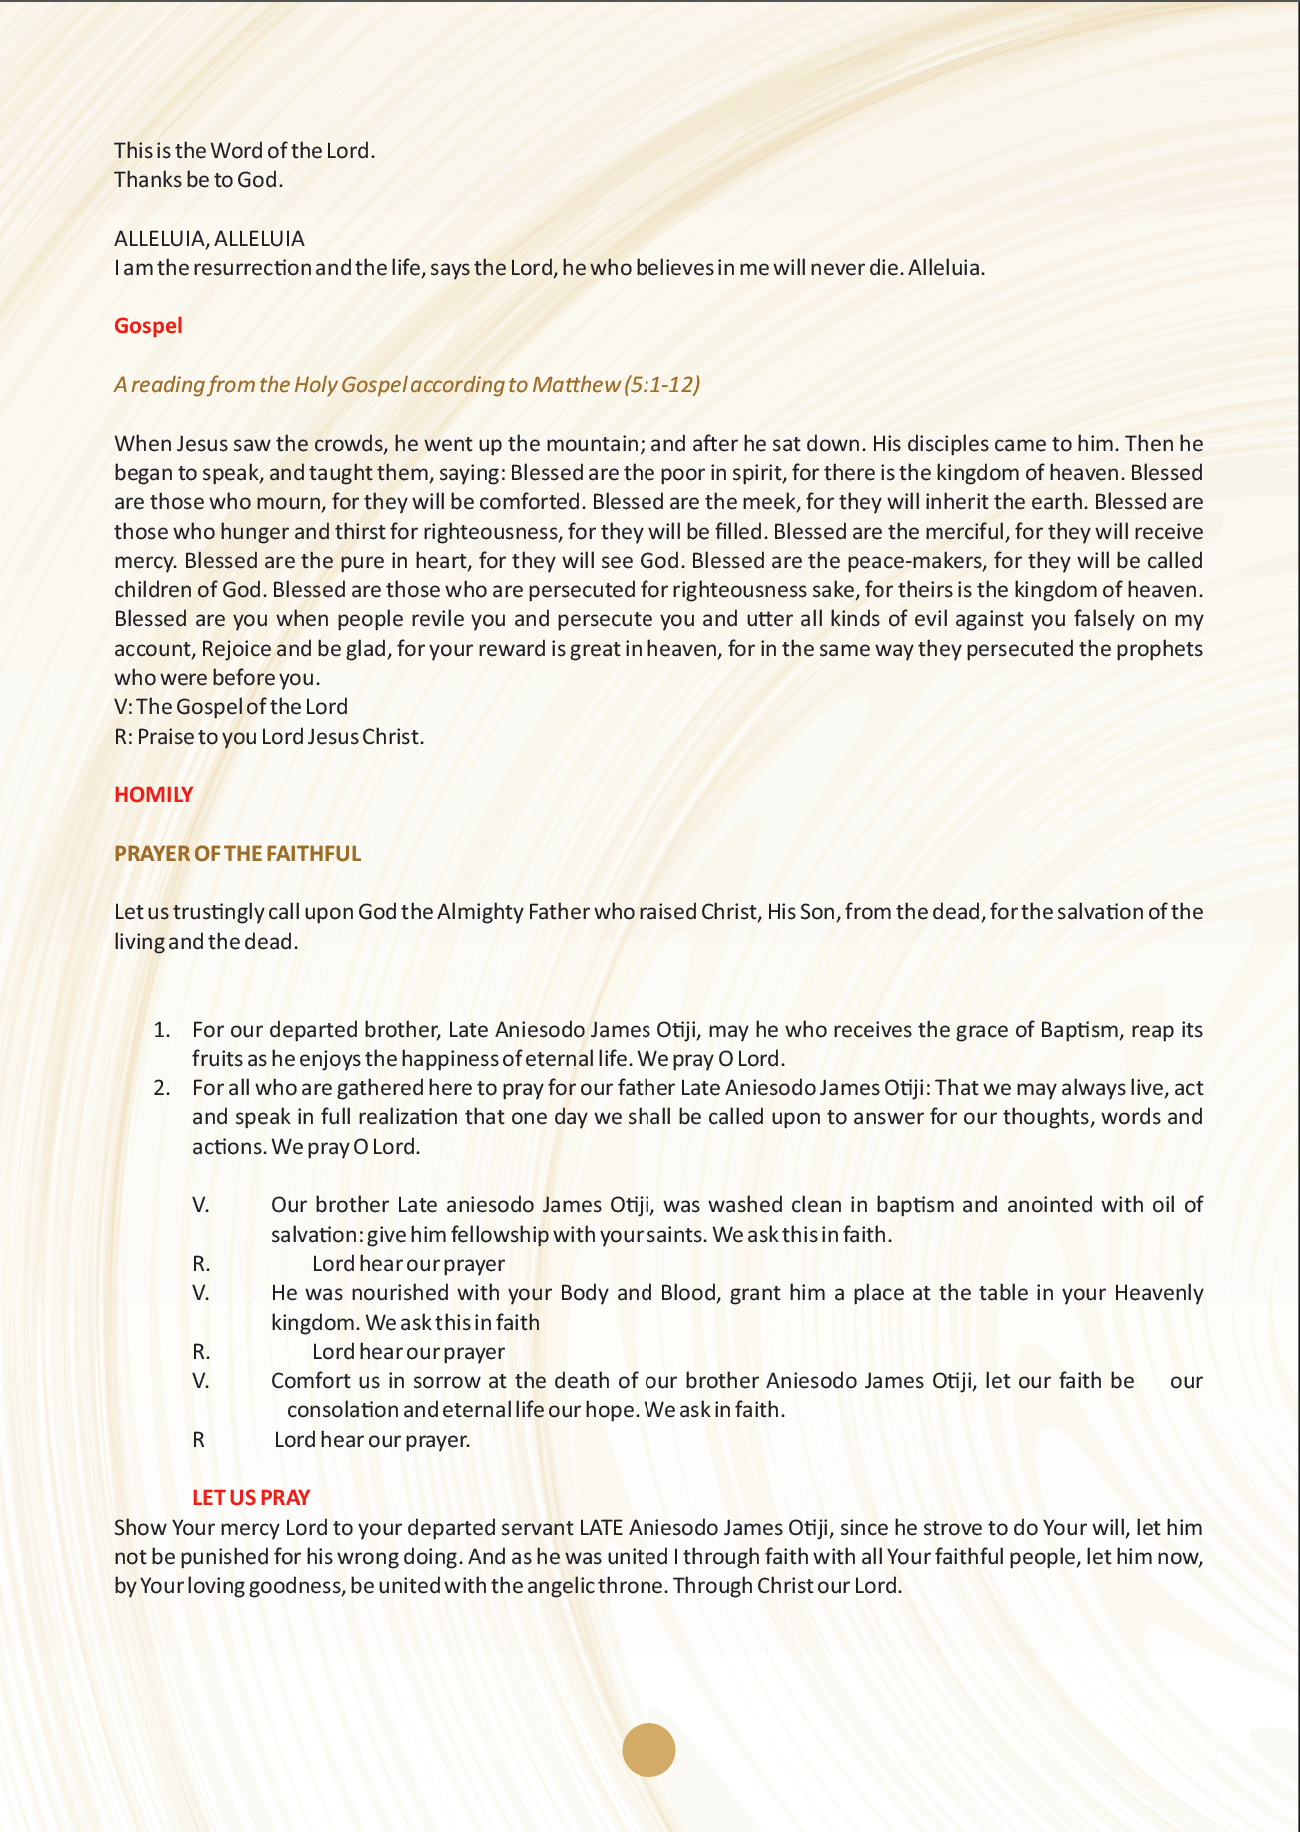 This is the Word of the Lord.
Thanks be to God.
ALLELUIA, ALLELUIA
I am the resurrection and the life, says the Lord, he who believes in me will never die. Alleluia.
Gospel
A reading from the Holy Gospel according to Matthew (5:1-12)
When Jesus saw the crowds, he went up the mountain; and after he sat down. His disciples came to him. Then he
began to speak, and taught them, saying: Blessed are the poor in spirit, for there is the kingdom of heaven. Blessed
are those who mourn, for they will be comforted. Blessed are the meek, for they will inherit the earth. Blessed are
those who hunger and thirst for righteousness, for they will be filled. Blessed are the merciful, for they will receive
mercy. Blessed are the pure in heart, for they will see God. Blessed are the peace-makers, for they will be called
children of God. Blessed are those who are persecuted for righteousness sake, for theirs is the kingdom of heaven.
Blessed are you when people revile you and persecute you and utter all kinds of evil against you falsely on my
account, Rejoice and be glad, for your reward is great in heaven, for in the same way they persecuted the prophets
who were before you.
V: The Gospel of the Lord
R: Praise to you Lord Jesus Christ.
HOMILY
PRAYER OF THE FAITHFUL
Let us trustingly call upon God the Almighty Father who raised Christ, His Son, from the dead, for the salvation of the
living and the dead.
1. For our departed brother, Late Aniesodo James Otiji, may he who receives the grace of Baptism, reap its
fruits as he enjoys the happiness of eternal life. We pray O Lord.
2. For all who are gathered here to pray for our father Late Aniesodo James Otiji: That we may always live, act
and speak in full realization that one day we shall be called upon to answer for our thoughts, words and
actions. We pray O Lord.
V. Our brother Late aniesodo James Otiji, was washed clean in baptism and anointed with oil of
salvation: give him fellowship with your saints. We ask this in faith.
R. Lord hear our prayer
V. He was nourished with your Body and Blood, grant him a place at the table in your Heavenly
kingdom. We ask this in faith
R. Lord hear our prayer
V. Comfort us in sorrow at the death of our brother Aniesodo James Otiji, let our faith be our
consolation and eternal life our hope. We ask in faith.
R Lord hear our prayer.
LET US PRAY
Show Your mercy Lord to your departed servant LATE Aniesodo James Otiji, since he strove to do Your will, let him
not be punished for his wrong doing. And as he was united I through faith with all Your faithful people, let him now,
by Your loving goodness, be united with the angelic throne. Through Christ our Lord.